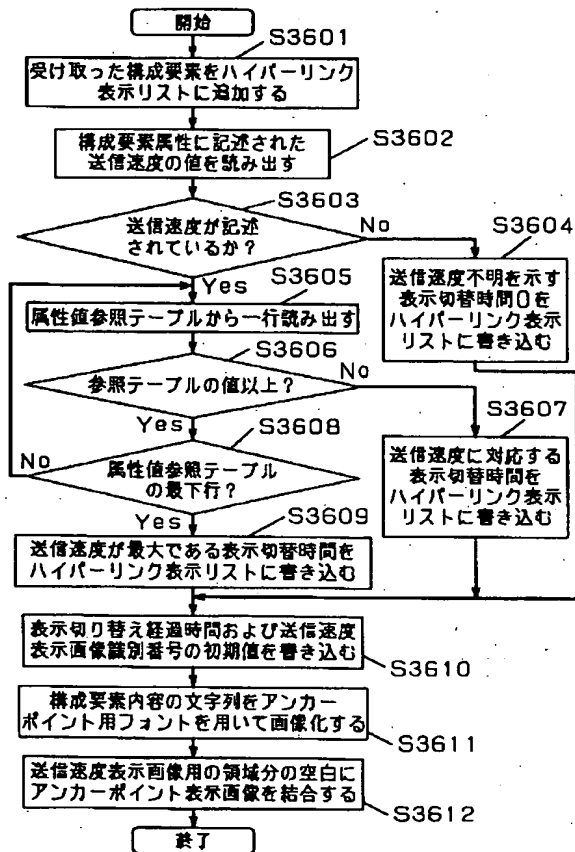 開始
S3601
受け取った構成要素をハイパーリンク
表示リストに追加する
S3602
構成要素属性に記述された
送信速度の値を読み出す
S3603
送信速度が記述
されているか?
No
S3604
送信速度不明を示す
表示切替時間0を
ハイパーリンク表示
リストに書き込む
Yes
S3605
属性値参照テーブルから一行読み出す
S3606
参照テーブルの値以上?
No
S3607
送信速度に対応する
表示切替時間を
ハイパーリンク表示
リストに書き込む
Yes
S3608
No
属性値参照テーブル
の最下行?
Yes
S3609
送信速度が最大である表示切替時間を
ハイパーリンク表示リストに書き込む
表示切り替え経過時間および送信速度
表示画像識別番号の初期値を書き込む
S3610
構成要素内容の文字列をアンカー
ポイント用フォントを用いて画像化する
S3611
送信速度表示画像用の領域分の空白に
アンカーポイント表示画像を結合する
S3612
終了